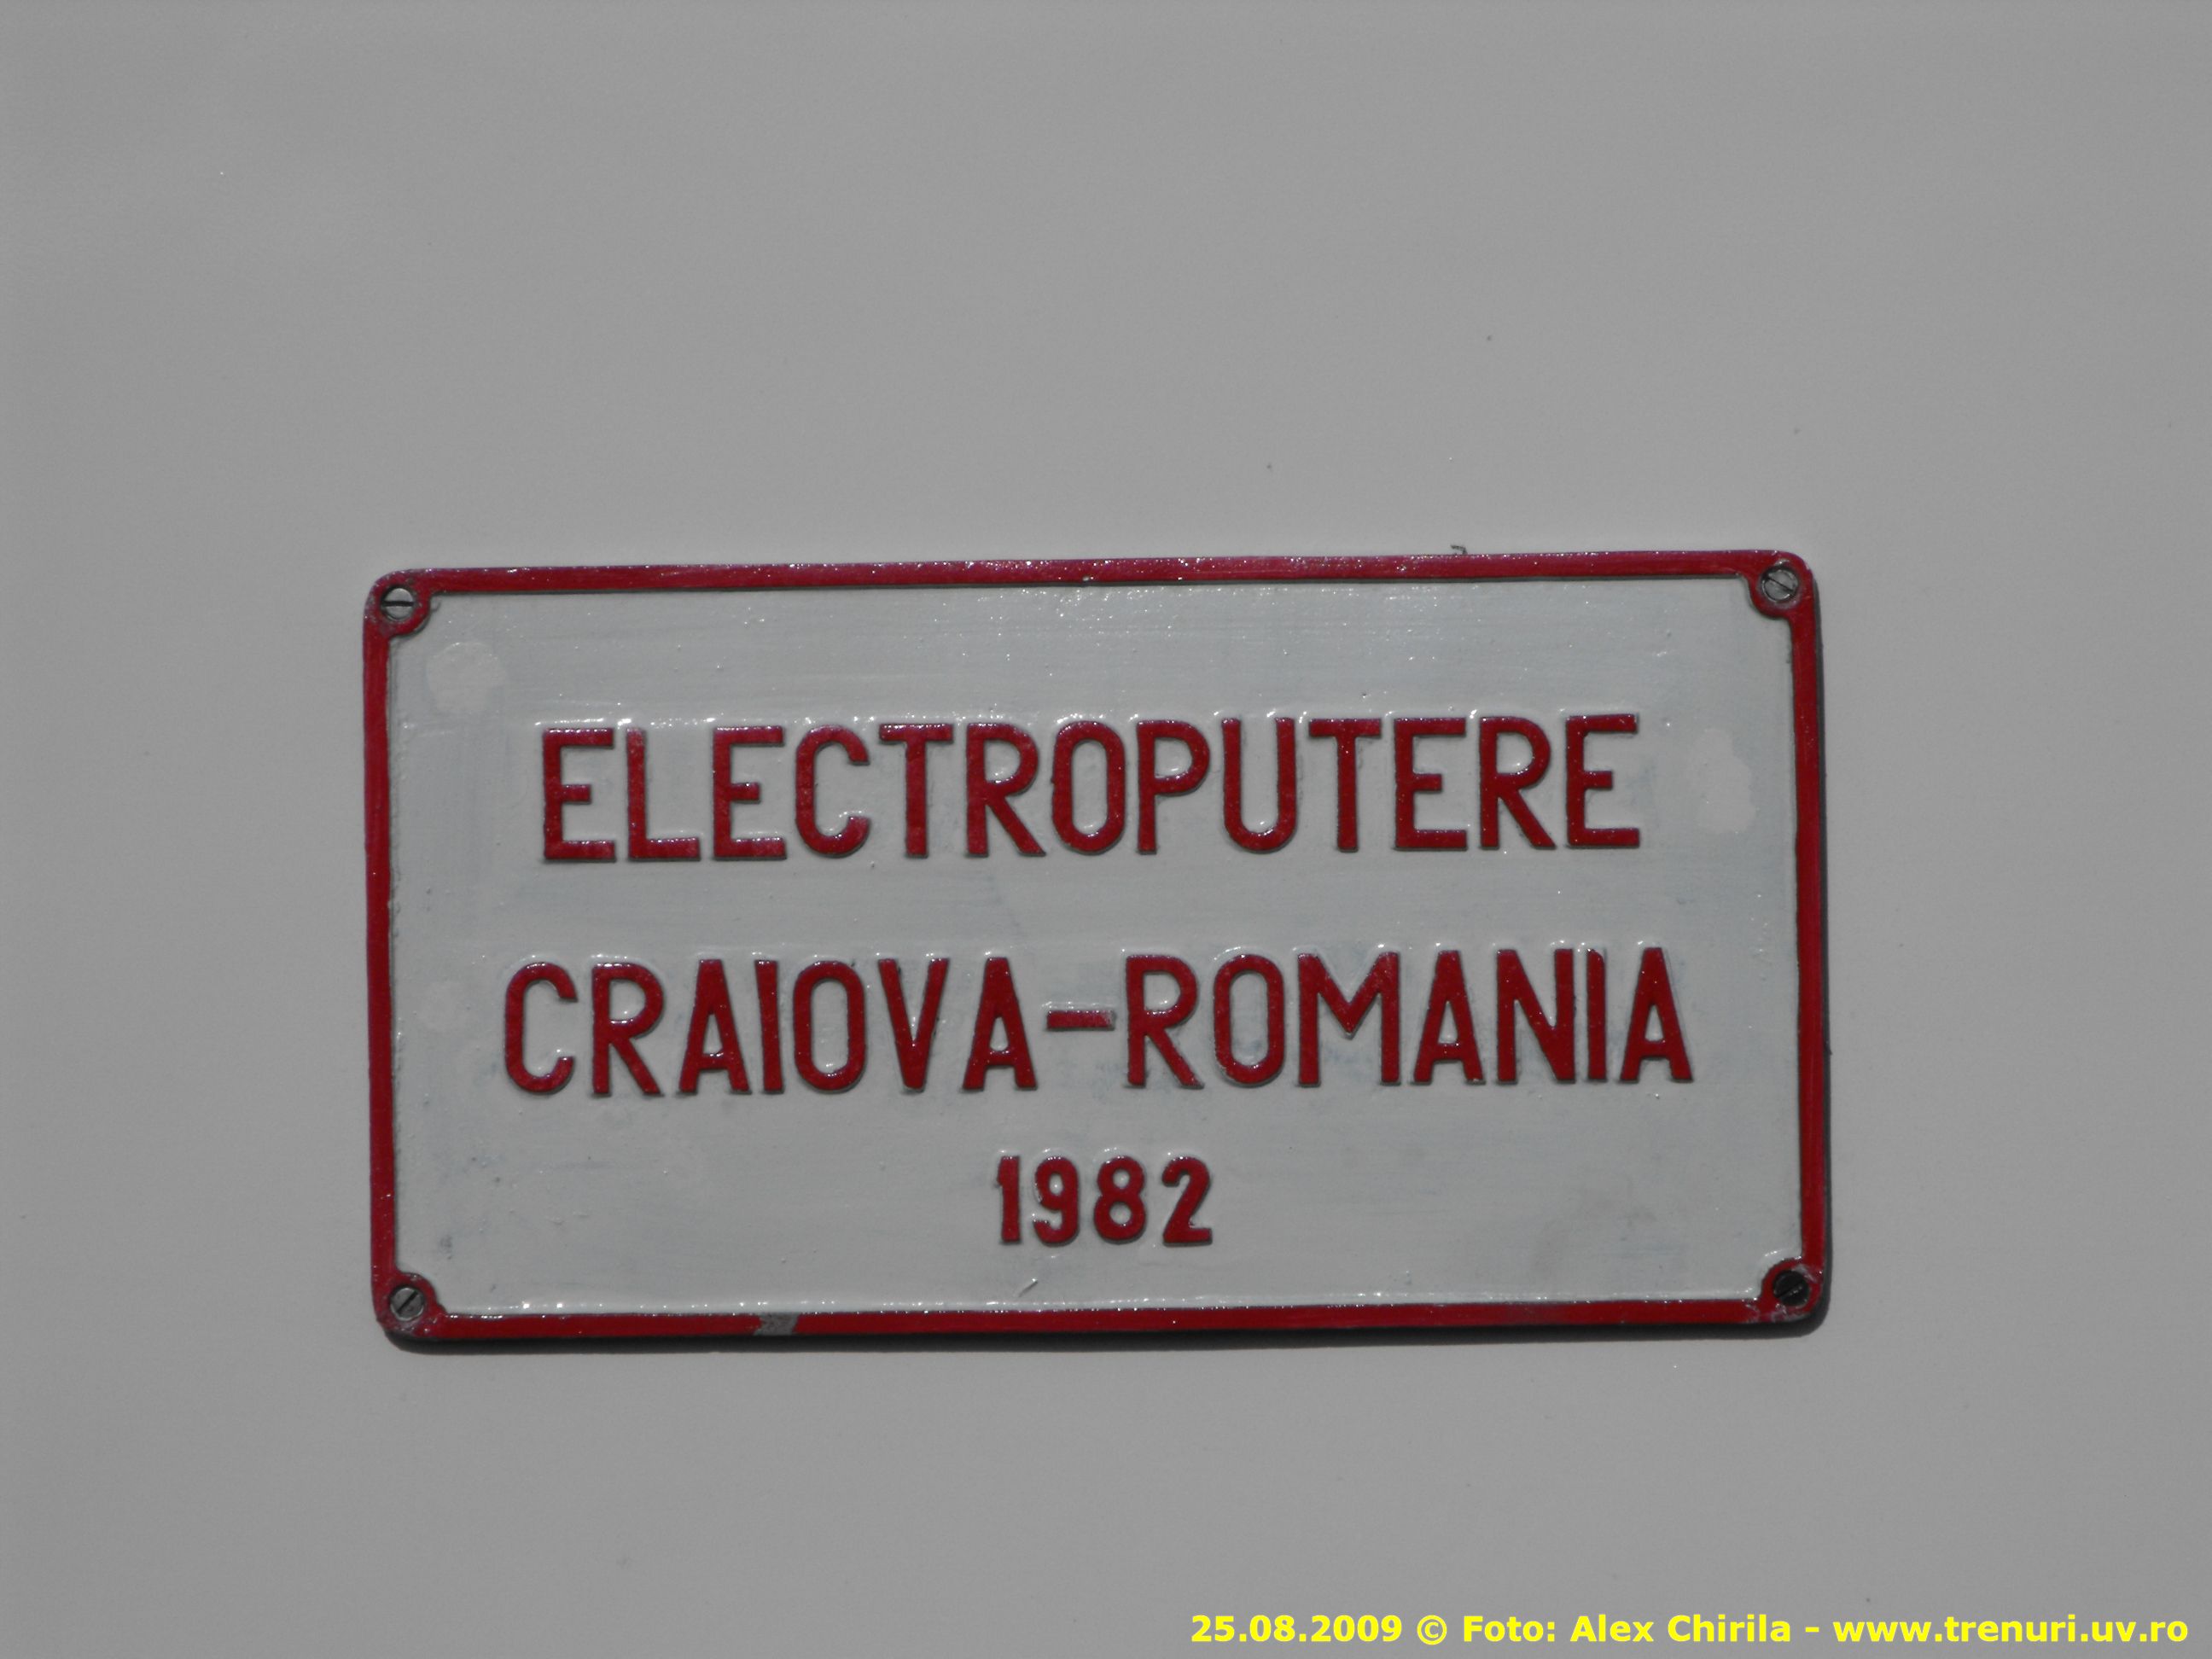 ELECTROPUTERE
CRAIOVA-ROMANIA
1982
25.08.2009 © Foto: Alex Chirila - www.trenuri.uv.ro